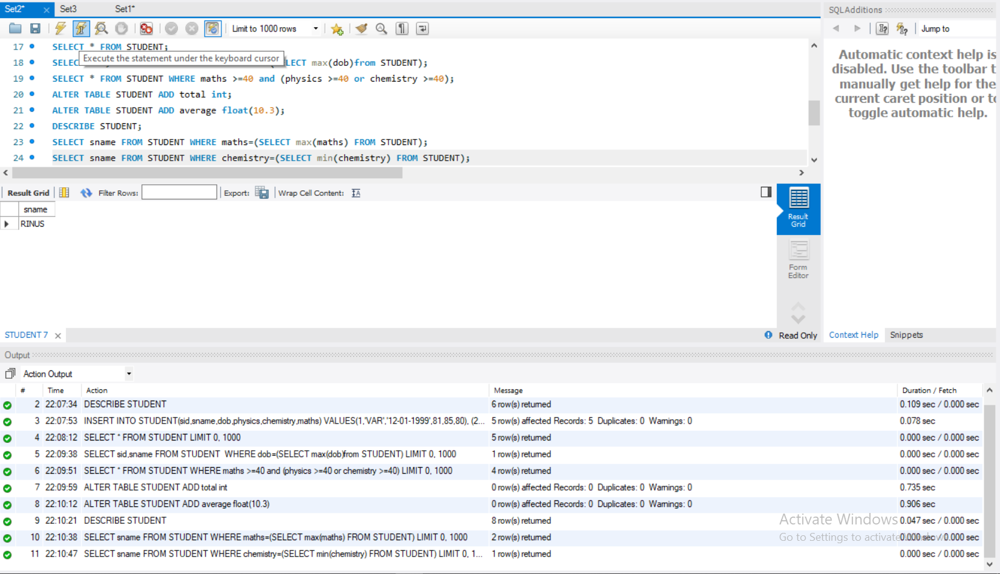 Set2*
Set3
Set1*
SQLAdditions
Limit to 1000 rows
Jump to
17 SELECT * FROM STUDENT;
Execute the statement under the keyboard cursor
18 SELEC LECT max(dob)from STUDENT);
19 SELECT * FROM STUDENT WHERE maths >=40 and (physics >=40 or chemistry >=40);
20 ALTER TABLE STUDENT ADD total int;
21 ALTER TABLE STUDENT ADD average float(10.3);
22 DESCRIBE STUDENT;
23 SELECT sname FROM STUDENT WHERE maths=(SELECT max(maths) FROM STUDENT);
24 SELECT sname FROM STUDENT WHERE chemistry=(SELECT min(chemistry) FROM STUDENT);
Automatic context help is
disabled. Use the toolbar t
manually get help for the
current caret position or to
toggle automatic help.
Result Grid Filter Rows: Export: Wrap Cell Content:
sname
RINUS
Result
Grid
Form
Editor
STUDENT 7
Read Only
Context Help
Snippets
Output
Action Output
# Time Action Message Duration / Fetch
2 22:07:34 DESCRIBE STUDENT 6 row(s) returned 0.109 sec / 0.000 sec
3 22:07:53 INSERT INTO STUDENT(sid,sname,dob,physics,chemistry,maths) VALUES(1,'VAR','12-01-1999',81,85,80), (2... 5 row(s) affected Records: 5 Duplicates: 0 Warnings: 0 0.078 sec
4 22:08:12 SELECT * FROM STUDENT LIMIT 0, 1000 5 row(s) returned 0.000 sec / 0.000 sec
5 22:09:38 SELECT sid,sname FROM STUDENT WHERE dob=(SELECT max(dob)from STUDENT) LIMIT 0, 1000 1 row(s) returned 0.000 sec / 0.000 sec
6 22:09:51 SELECT * FROM STUDENT WHERE maths >=40 and (physics >=40 or chemistry >=40) LIMIT 0, 1000 4 row(s) returned 0.000 sec / 0.000 sec
7 22:09:59 ALTER TABLE STUDENT ADD total int 0 row(s) affected Records: 0 Duplicates: 0 Warnings: 0 0.735 sec
8 22:10:12 ALTER TABLE STUDENT ADD average float(10.3) 0 row(s) affected Records: 0 Duplicates: 0 Warnings: 0 0.906 sec
9 22:10:21 DESCRIBE STUDENT 8 row(s) returned 0.047 sec / 0.000 sec
Activate Windows
10 22:10:38 SELECT sname FROM STUDENT WHERE maths=(SELECT max(maths) FROM STUDENT) LIMIT 0, 1000 2 row(s) returned 0.000 sec / 0.000 sec
Go to Settings to activate Windows.
11 22:10:47 SELECT sname FROM STUDENT WHERE chemistry=(SELECT min(chemistry) FROM STUDENT) LIMIT 0, 1... 1 row(s) returned 0.000 sec / 0.000 sec